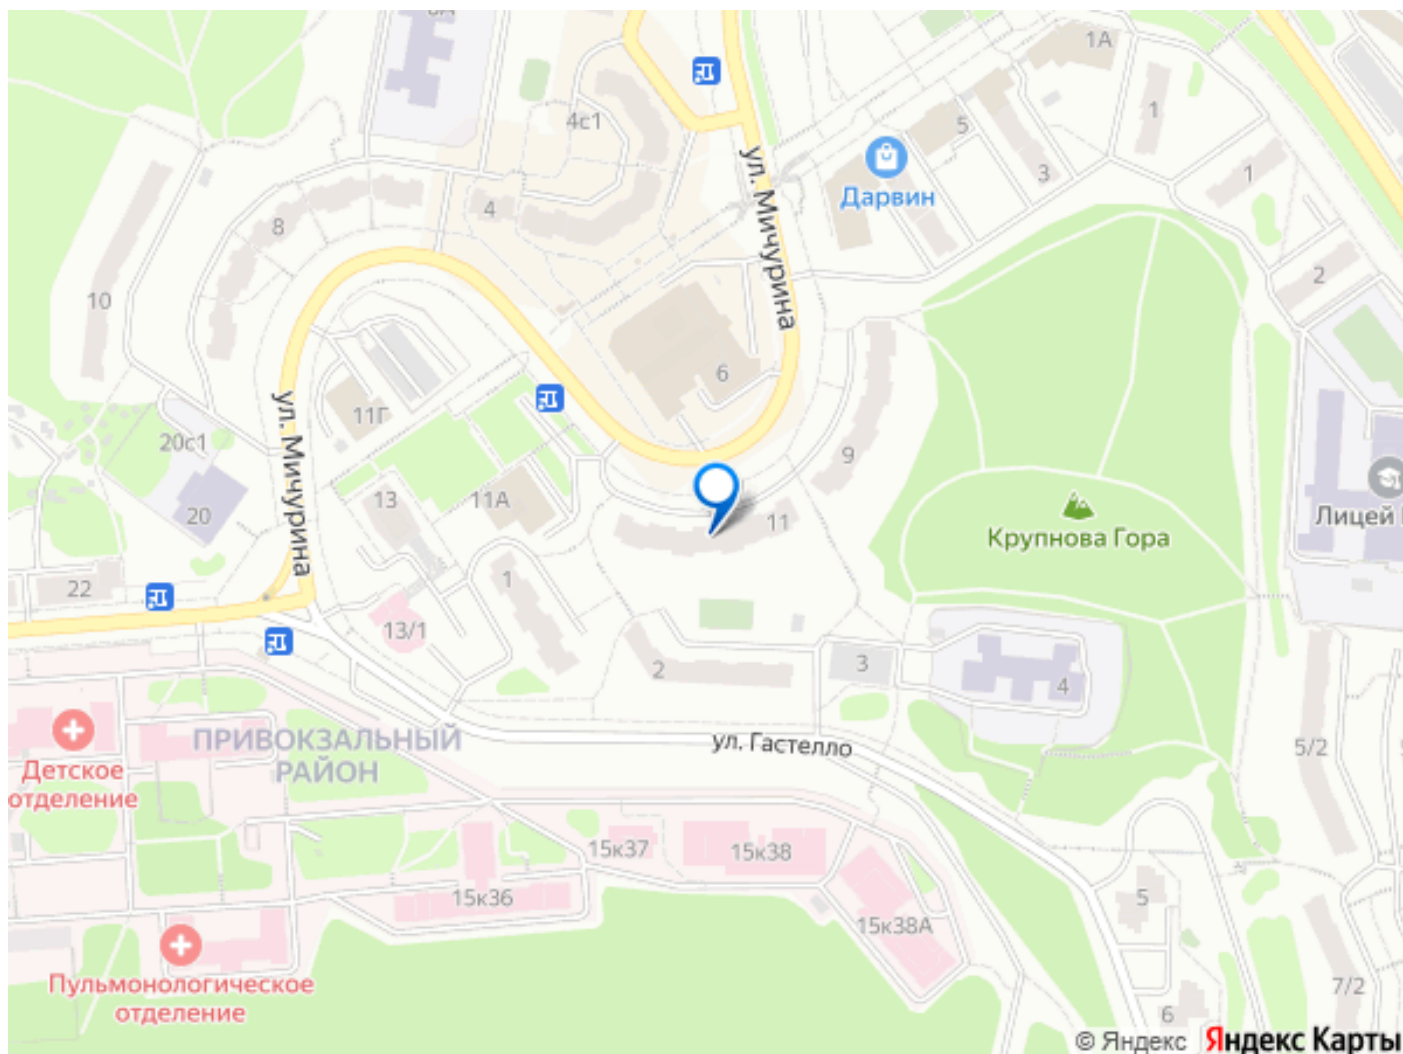 1А
4с1
5
1
ул. Мичурина
Дарвин
3
1
4
8
2
10
6
11Г
ул. Мичурина
20с1
9
13
11А
20
11
Крупнова Гора
Лицей
1
22
13/1
2
3
4
ПРИВОКЗАЛЬНЫЙ
РАЙОН
ул. Гастелло
5/2
Детское
отделение
15к37
15к38
15к36
5
15к38А
Пульмонологическое
отделение
7/2
6
© Яндекс Яндекс Карты